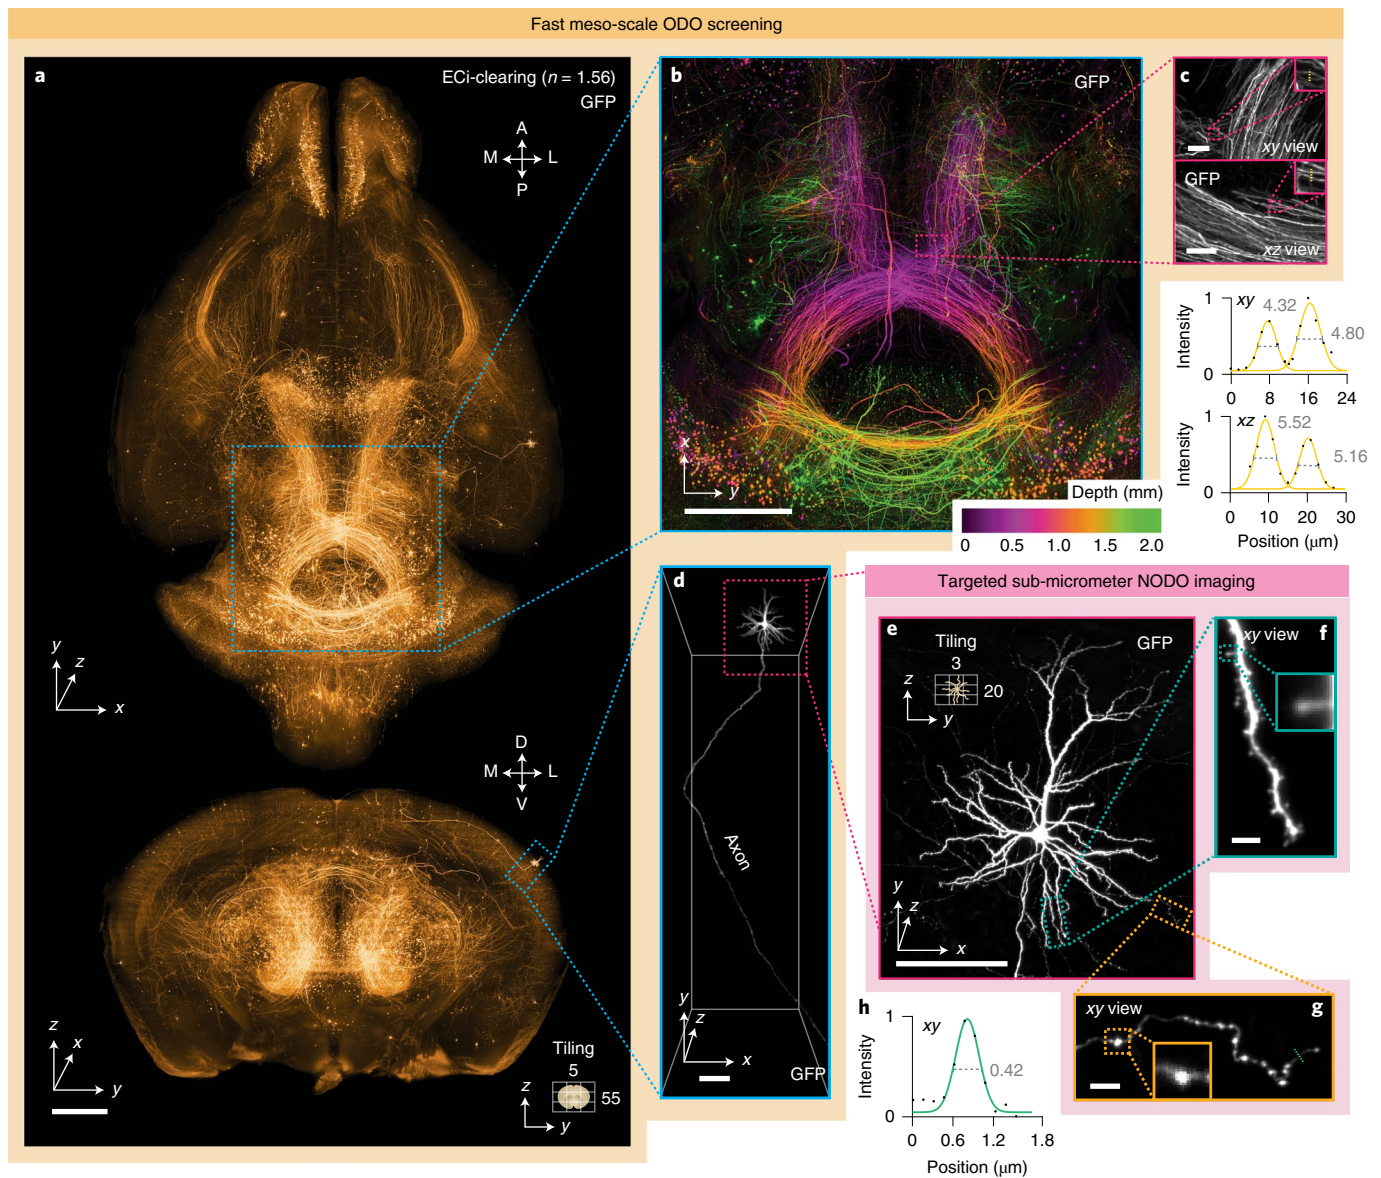 Fast meso-scale ODO screening
a
ECi-clearing (n = 1.56)
GFP
A
M L
P
y
z
x
D
M L
V
z
x
y
Tiling
5
55
z
y
b
GFP
x
y
Depth (mm)
0 0.5 1.0 1.5 2.0
c
xy view
GFP
xz view
Intensity
1
0
xy
4.32
4.80
0 8 16 24
Intensity
1
0
xz
5.52
5.16
0 10 20 30
Position (μm)
d
Axon
y
z
x
GFP
Targeted sub-micrometer NODO imaging
e
Tiling
3
20
z
y
GFP
y
z
x
f
xy view
g
xy view
h
Intensity
1
0
xy
0.42
0 0.6 1.2 1.8
Position (μm)